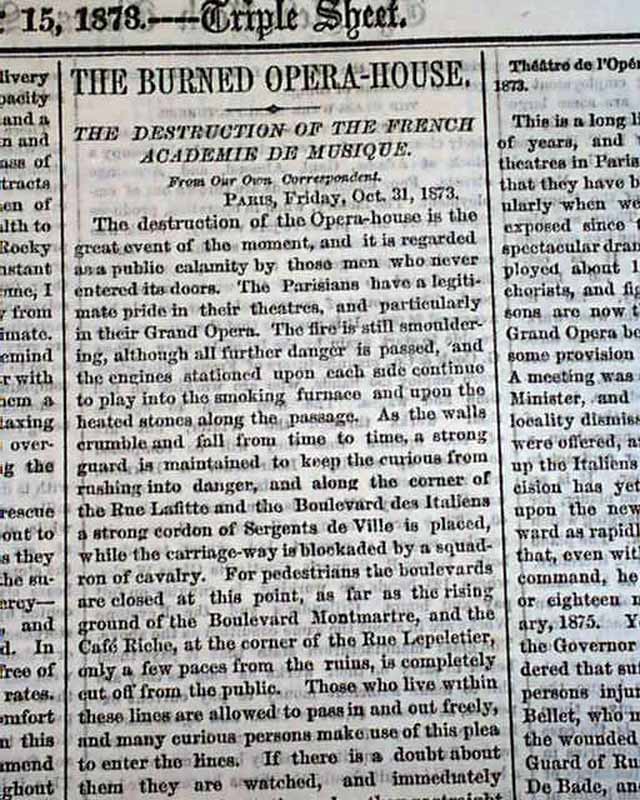 15, 1873.——Triple Sheet.
livery
pacity
and a
n and
ass of
tracts
en of
lth to
Rocky
nstant
I
y from
imate.
emind
r with
em a
taxing
over-
g the
rescue
out to
s they
the su-
ercy—
and
d. In
free of
rates.
omfort
n this
mend
ghout
THE BURNED OPERA-HOUSE.
THE DESTRUCTION OF THE FRENCH
ACADEMIE DE MUSIQUE.
From Our Own Correspondent.
PARIS, Friday, Oct. 31, 1873.
The destruction of the Opera-house is the
great event of the moment, and it is regarded
as a public calamity by those men who never
entered its doors. The Parisians have a legiti-
mate pride in their theatres, and particularly
in their Grand Opera. The fire is still smoulder-
ing, although all further danger is passed, and
the engines stationed upon each side continue
to play into the smoking furnace and upon the
heated stones along the passage. As the walls
crumble and fall from time to time, a strong
guard is maintained to keep the curious from
rushing into danger, and along the corner of
the Rue Lafitte and the Boulevard des Italiens
a strong cordon of Sergents de Ville is placed,
while the carriage-way is blockaded by a squad-
ron of cavalry. For pedestrians the boulevards
are closed at this point, as far as the rising
ground of the Boulevard Montmartre, and the
Café Riche, at the corner of the Rue Lepeletier,
only a few paces from the ruins, is completely
cut off from the public. Those who live within
these lines are allowed to pass in and out freely,
and many curious persons make use of this plea
to enter the lines. If there is a doubt about
them they are watched, and immediately
Théâtre de l'Opér
1873.
This is a long li
of years, and
theatres in Paris
that they have b
ularly when we
exposed since t
spectacular dram
ployed about 1
choristers, and fig
sons are now t
Grand Opera be
some provision
A meeting was
Minister, and
locality dismiss
were offered, a
up the Italiens
cision has yet
upon the new
ward as rapidl
that, even wit
command, he
or eighteen m
ary, 1875. Y
the Governor
dered that su
persons injur
Bellet, who
the wounded
Guard of Ru
De Bade, an